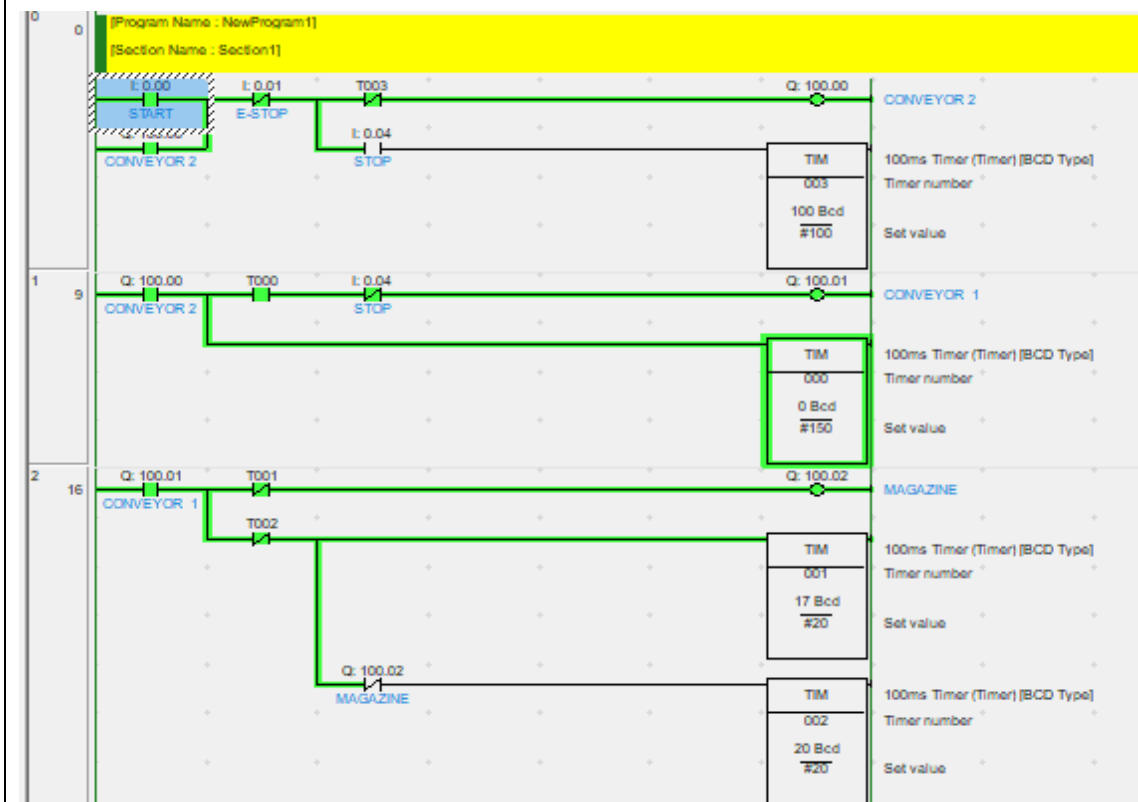 0
0
[Program Name : NewProgram1]
[Section Name : Section1]
I: 0.00
I: 0.01
T003
Q: 100.00
CONVEYOR 2
START
E-STOP
CONVEYOR 2
I: 0.04
STOP
TIM
100ms Timer (Timer) [BCD Type]
003
Timer number
100 Bcd
#100
Set value
1
9
Q: 100.00
T000
I: 0.04
Q: 100.01
CONVEYOR 1
CONVEYOR 2
STOP
TIM
100ms Timer (Timer) [BCD Type]
000
Timer number
0 Bcd
#150
Set value
2
16
Q: 100.01
T001
Q: 100.02
MAGAZINE
CONVEYOR 1
T002
TIM
100ms Timer (Timer) [BCD Type]
001
Timer number
17 Bcd
#20
Set value
Q: 100.02
MAGAZINE
TIM
100ms Timer (Timer) [BCD Type]
002
Timer number
20 Bcd
#20
Set value